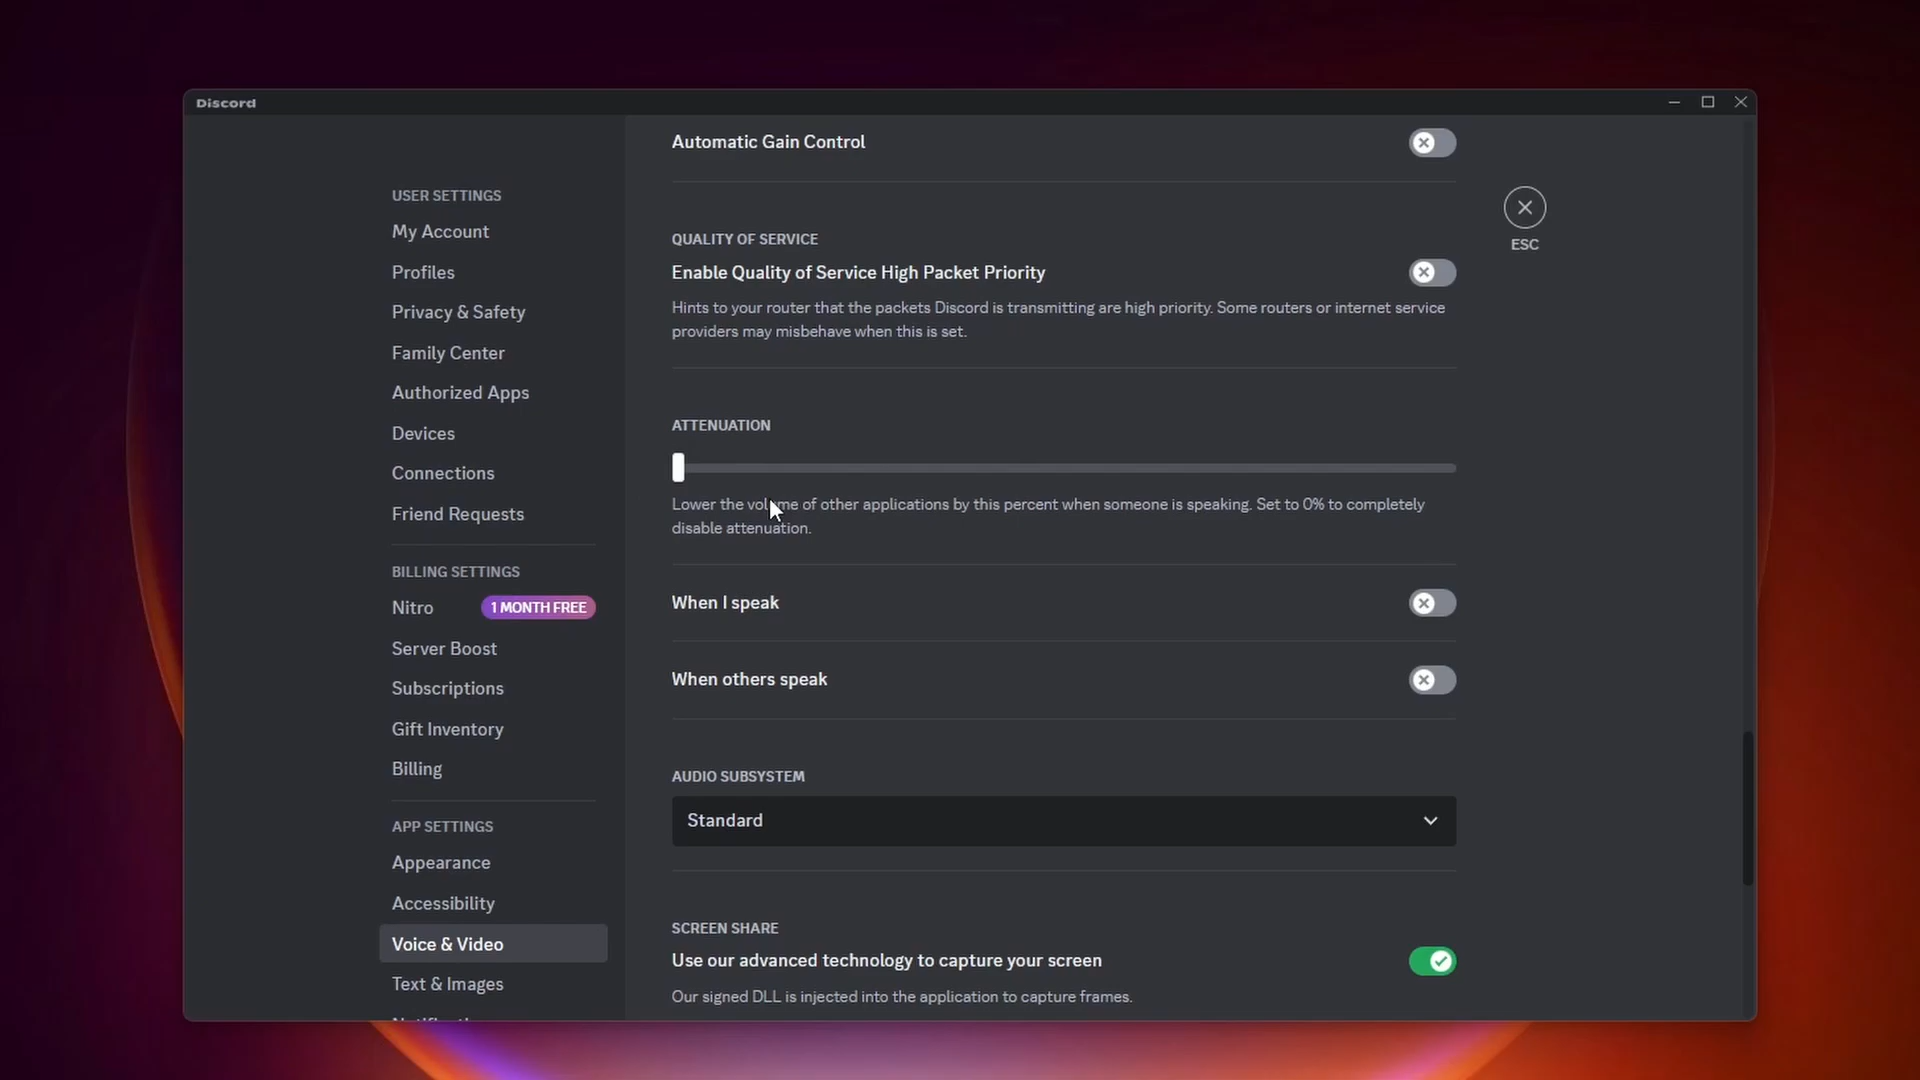 Discord
USER SETTINGS
My Account
Profiles
Privacy & Safety
Family Center
Authorized Apps
Devices
Connections
Friend Requests
BILLING SETTINGS
Nitro 1 MONTH FREE
Server Boost
Subscriptions
Gift Inventory
Billing
APP SETTINGS
Appearance
Accessibility
Voice & Video
Text & Images
Automatic Gain Control
QUALITY OF SERVICE
Enable Quality of Service High Packet Priority
Hints to your router that the packets Discord is transmitting are high priority. Some routers or internet service
providers may misbehave when this is set.
ATTENUATION
Lower the volume of other applications by this percent when someone is speaking. Set to 0% to completely
disable attenuation.
When I speak
When others speak
AUDIO SUBSYSTEM
Standard
SCREEN SHARE
Use our advanced technology to capture your screen
Our signed DLL is injected into the application to capture frames.
ESC